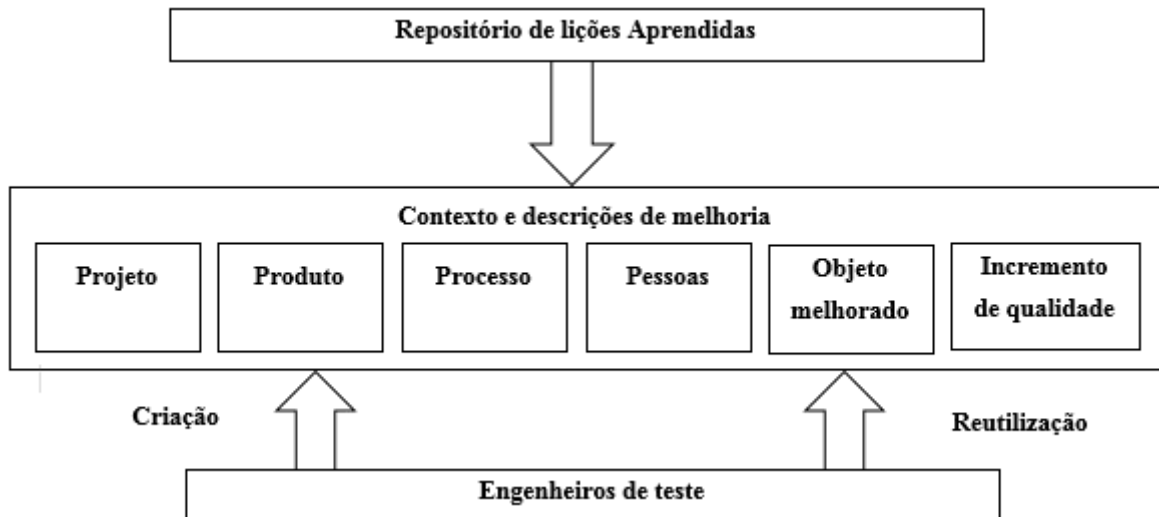 Repositório de lições Aprendidas
Contexto e descrições de melhoria
Projeto
Produto
Processo
Pessoas
Objeto
melhorado
Incremento
de qualidade
Criação
Reutilização
Engenheiros de teste